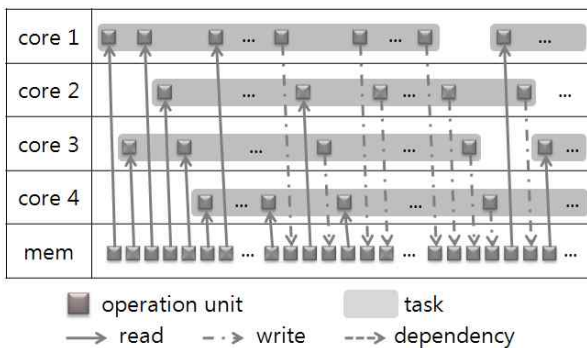 core 1 ... ... ...
core 2 ... ... ...
core 3 ... ... ...
core 4 ... ... ...
mem ... ... ...
operation unit task
read write dependency